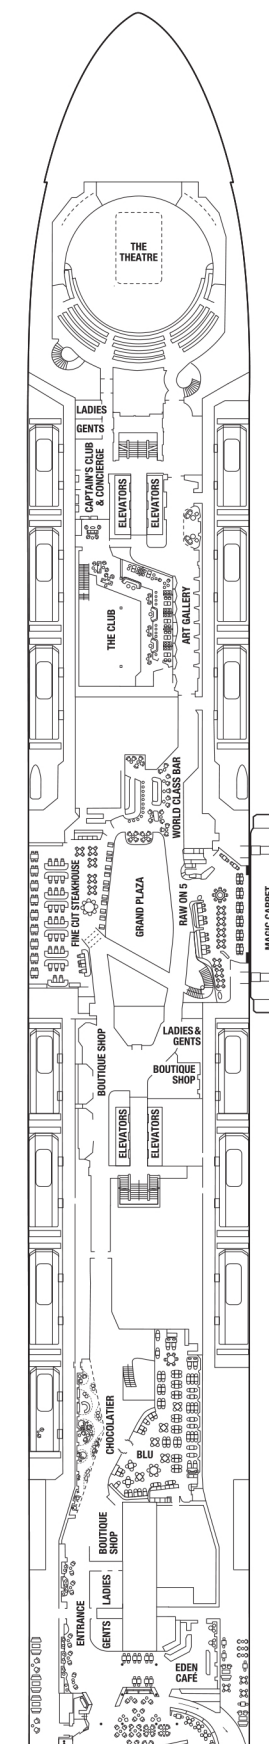 THE
THEATRE
LADIES
GENTS
CAPTAIN'S CLUB
& CONCIERGE
ELEVATORS
ELEVATORS
THE CLUB
ART GALLERY
WORLD CLASS BAR
FINE CUT STEAKHOUSE
GRAND PLAZA
RAW ON 5
MAGIC CARPET
BOUTIQUE SHOP
LADIES &
GENTS
BOUTIQUE
SHOP
ELEVATORS
ELEVATORS
CHOCOLATIER
BLU
BOUTIQUE
SHOP
LADIES
ENTRANCE
GENTS
EDEN
CAFÉ